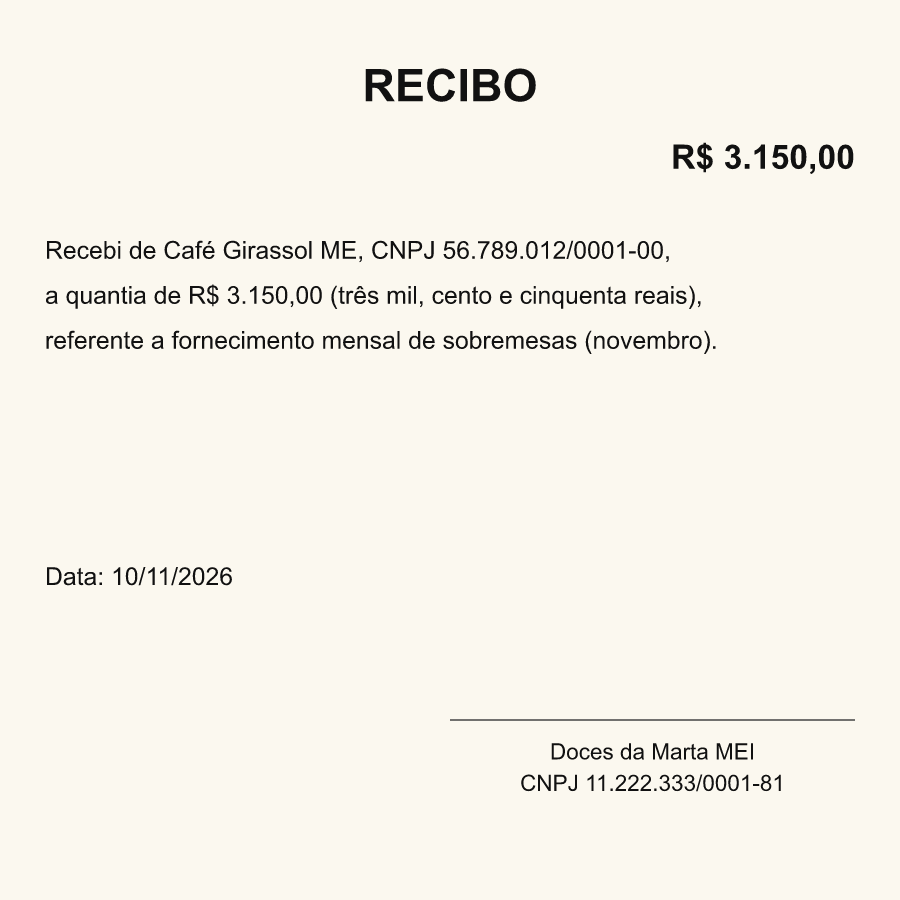 RECIBO
R$ 3.150,00
Recebi de Café Girassol ME, CNPJ 56.789.012/0001-00,
a quantia de R$ 3.150,00 (três mil, cento e cinquenta reais),
referente a fornecimento mensal de sobremesas (novembro).
Data: 10/11/2026
Doces da Marta MEI
CNPJ 11.222.333/0001-81